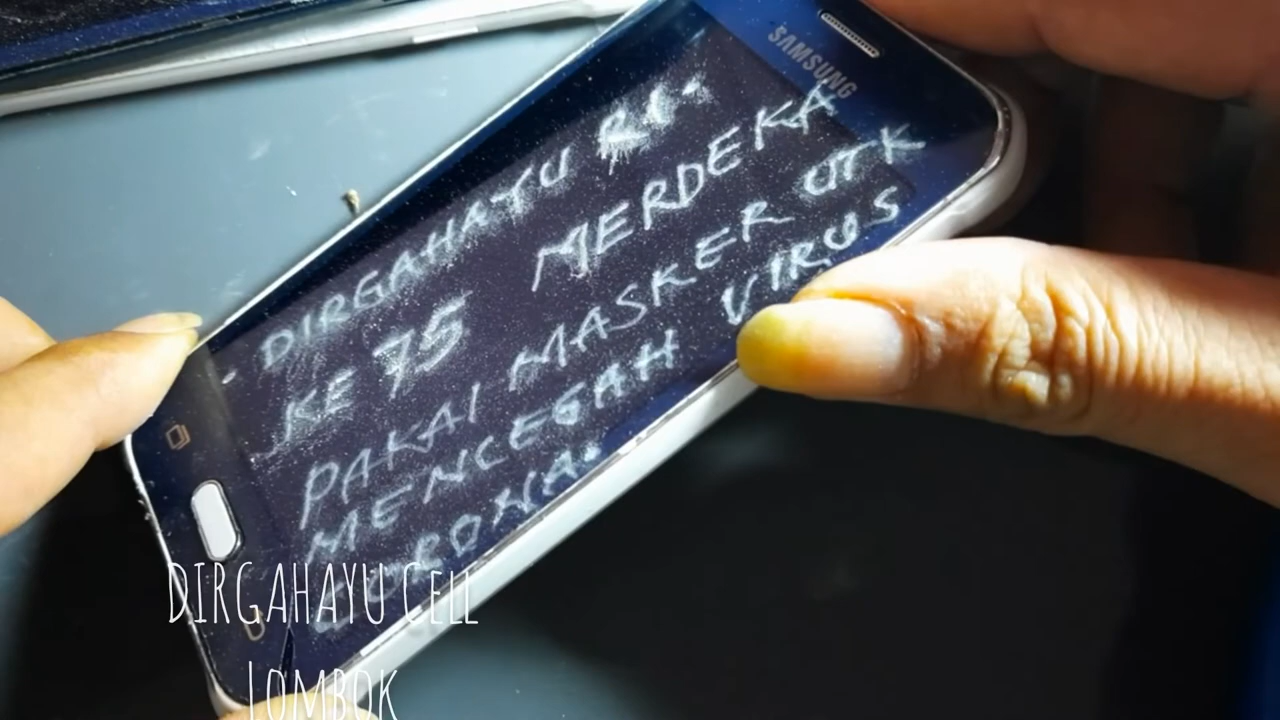 SAMSUNG
DIRGAHAYU RI.
KE 75 MERDEKA
PAKAI MASKER UTK
MENCEGAH VIRUS
CORONA.
DIRGAHAYU CELL
LOMBOK